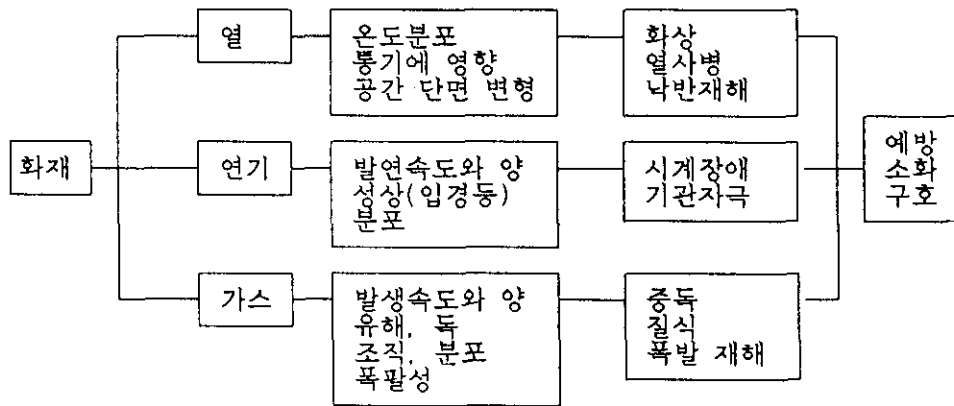 화재
열
온도분포
통기에 영향
공간 단면 변형
화상
열사병
낙반재해
연기
발연속도와 양
성상(입경등)
분포
시계장애
기관자극
가스
발생속도와 양
유해, 독
조직, 분포
폭팔성
중독
질식
폭발 재해
예방
소화
구호